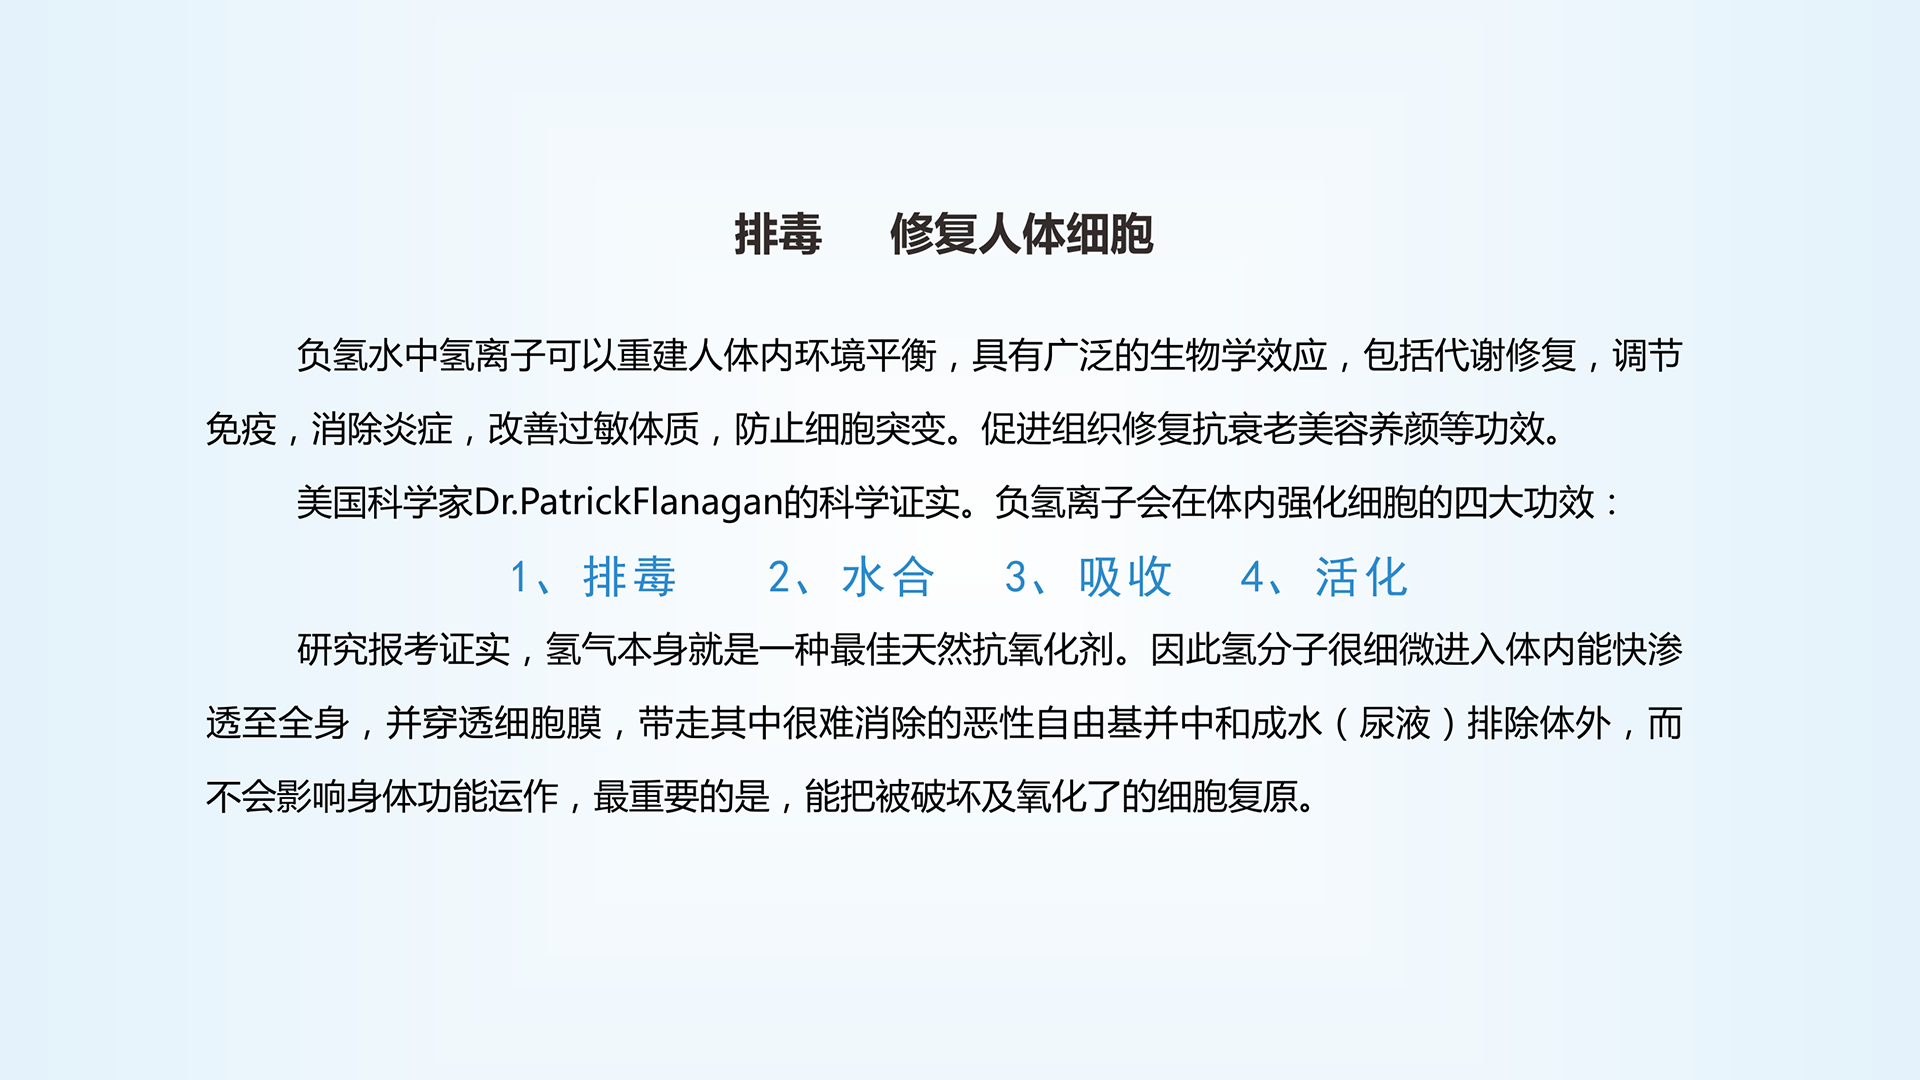 排毒 修复人体细胞
负氢水中氢离子可以重建人体内环境平衡，具有广泛的生物学效应，包括代谢修复，调节
免疫，消除炎症，改善过敏体质，防止细胞突变。促进组织修复抗衰老美容养颜等功效。
美国科学家Dr.PatrickFlanagan的科学证实。负氢离子会在体内强化细胞的四大功效：
1、排毒 2、水合 3、吸收 4、活化
研究报考证实，氢气本身就是一种最佳天然抗氧化剂。因此氢分子很细微进入体内能快渗
透至全身，并穿透细胞膜，带走其中很难消除的恶性自由基并中和成水（尿液）排除体外，而
不会影响身体功能运作，最重要的是，能把被破坏及氧化了的细胞复原。